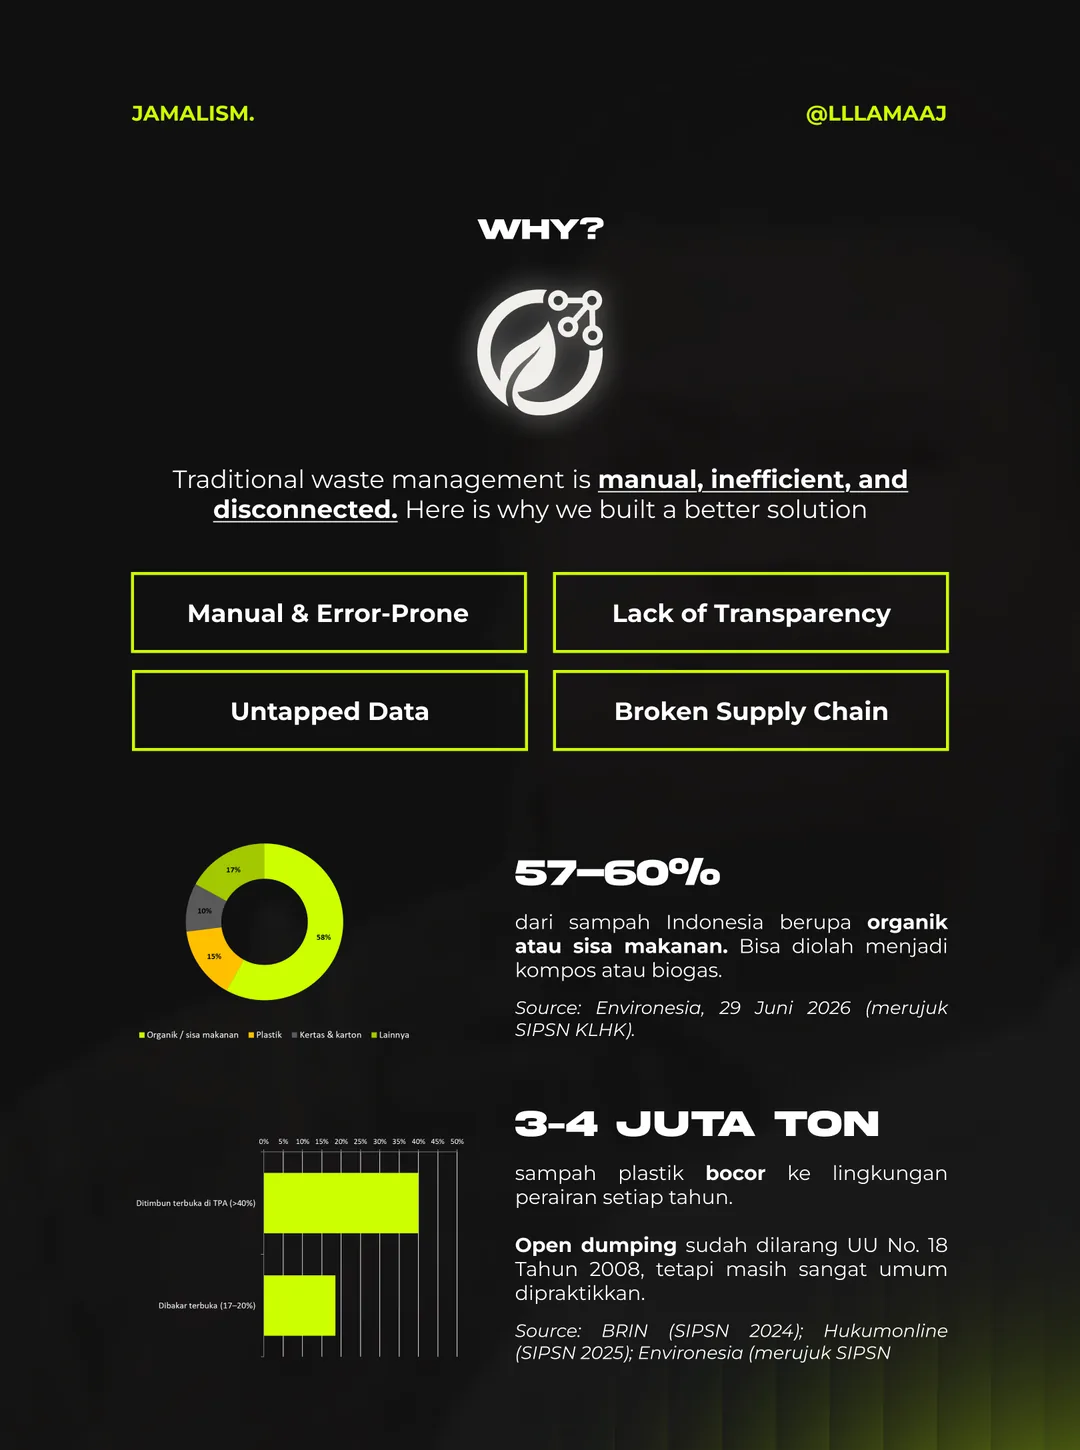 JAMALISM.
@LLLAMAAJ
WHY?
Traditional waste management is manual, inefficient, and
disconnected. Here is why we built a better solution
Manual & Error-Prone
Lack of Transparency
Untapped Data
Broken Supply Chain
17%
10%
15%
58%
Organik / sisa makanan
Plastik
Kertas & karton
Lainnya
57–60%
dari sampah Indonesia berupa organik
atau sisa makanan. Bisa diolah menjadi
kompos atau biogas.
Source: Environesia, 29 Juni 2026 (merujuk
SIPSN KLHK).
0% 5% 10% 15% 20% 25% 30% 35% 40% 45% 50%
Ditimbun terbuka di TPA (>40%)
Dibakar terbuka (17–20%)
3-4 JUTA TON
sampah plastik bocor ke lingkungan
perairan setiap tahun.
Open dumping sudah dilarang UU No. 18
Tahun 2008, tetapi masih sangat umum
dipraktikkan.
Source: BRIN (SIPSN 2024); Hukumonline
(SIPSN 2025); Environesia (merujuk SIPSN